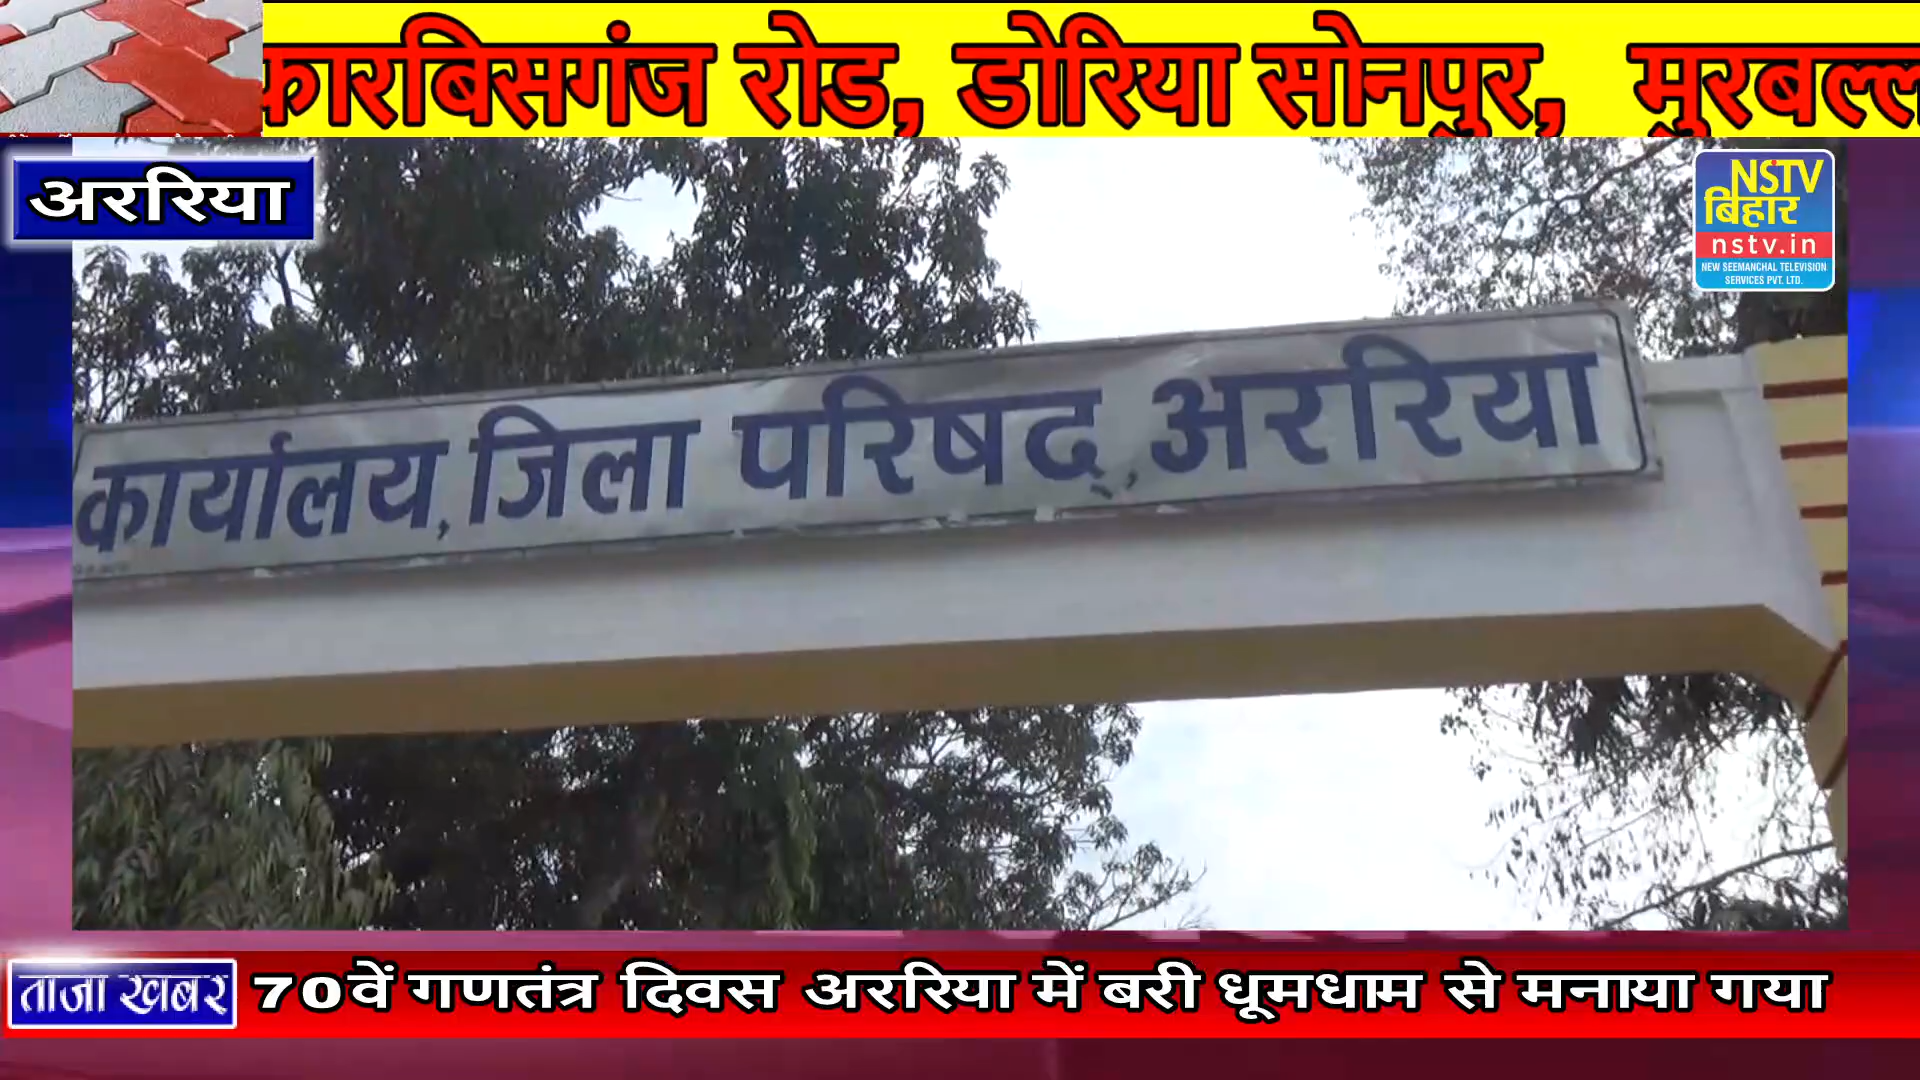 फारबिसगंज रोड, डोरिया सोनपुर,
अररिया
NSTV
बिहार
nstv.in
NEW SEEMANCHAL TELEVISION
SERVICES PVT. LTD.
कार्यालय, जिला परिषद्, अररिया
ताजा खबर
70वें गणतंत्र दिवस अररिया में बरी धूमधाम से मनाया गया